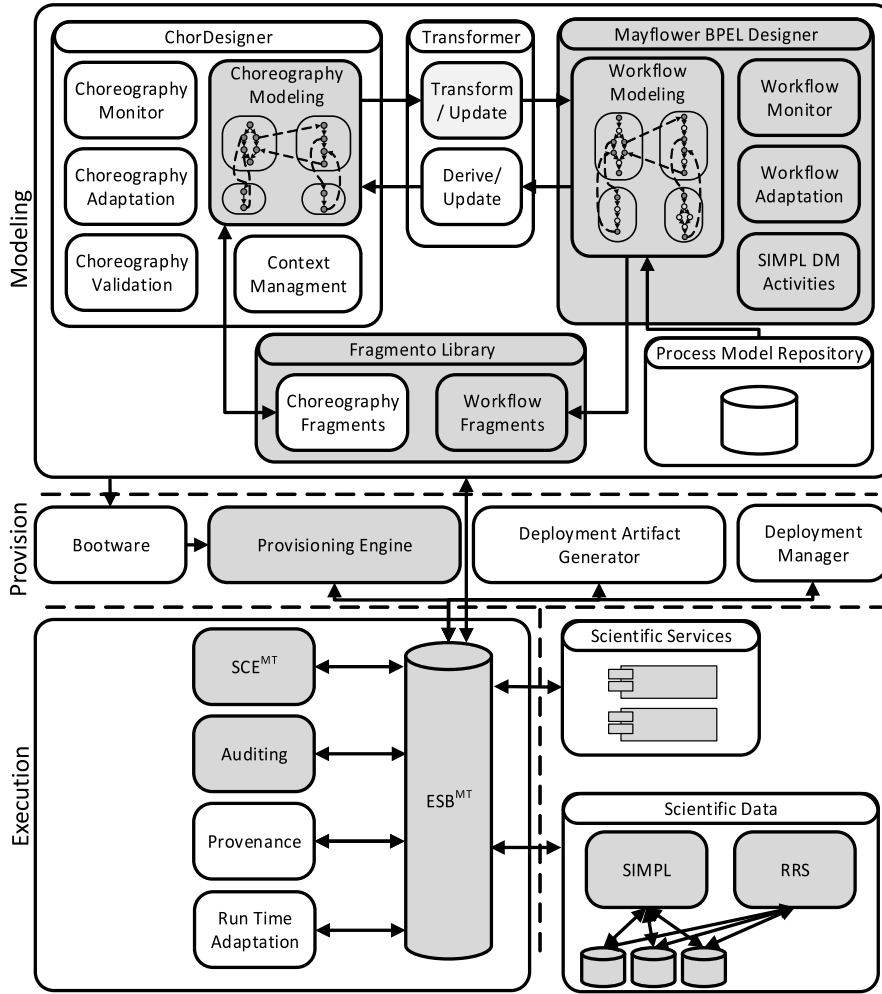 Modeling
ChorDesigner
Choreography
Monitor
Choreography
Adaptation
Choreography
Validation
Choreography
Modeling
Context
Managment
Transformer
Transform
/ Update
Derive/
Update
Mayflower BPEL Designer
Workflow
Modeling
Workflow
Monitor
Workflow
Adaptation
SIMPL DM
Activities
Fragmento Library
Choreography
Fragments
Workflow
Fragments
Process Model Repository
Provision
Bootware
Provisioning Engine
Deployment Artifact
Generator
Deployment
Manager
Execution
SCE^MT
Auditing
Provenance
Run Time
Adaptation
ESB^MT
Scientific Services
Scientific Data
SIMPL
RRS